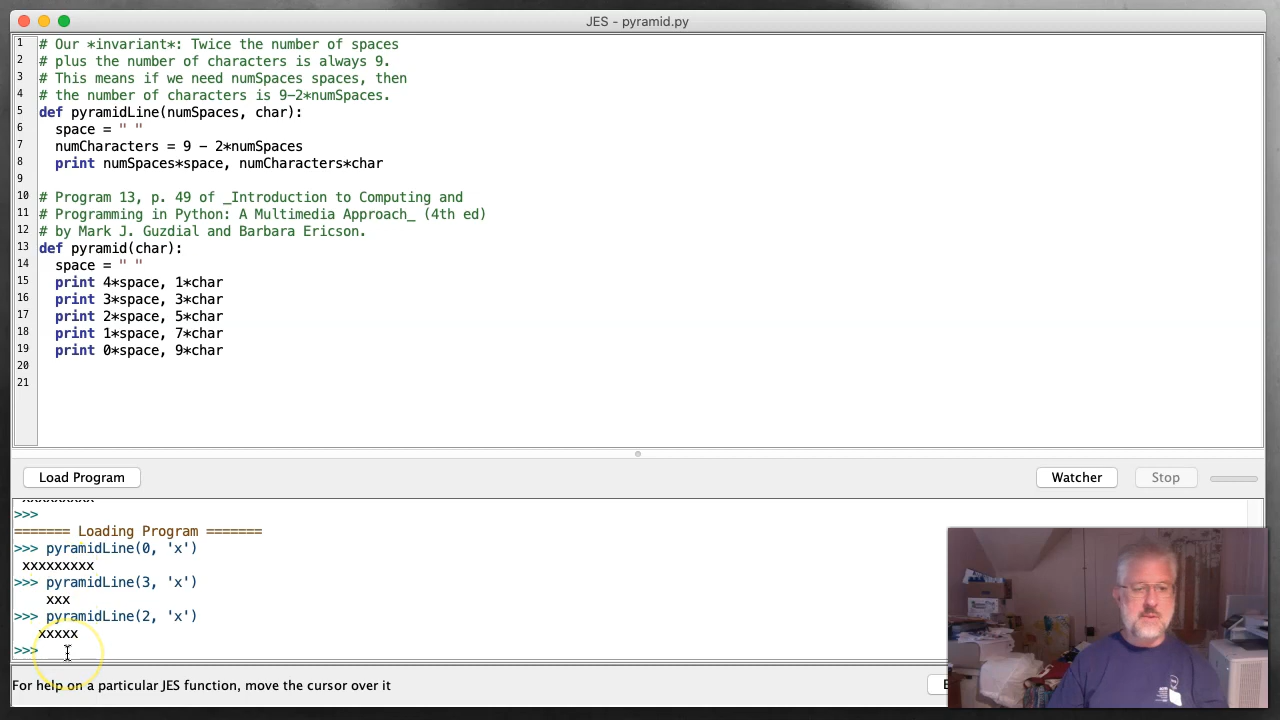 JES - pyramid.py
1 # Our *invariant*: Twice the number of spaces
2 # plus the number of characters is always 9.
3 # This means if we need numSpaces spaces, then
4 # the number of characters is 9-2*numSpaces.
5 def pyramidLine(numSpaces, char):
6   space = " "
7   numCharacters = 9 - 2*numSpaces
8   print numSpaces*space, numCharacters*char
9
10 # Program 13, p. 49 of _Introduction to Computing and
11 # Programming in Python: A Multimedia Approach_ (4th ed)
12 # by Mark J. Guzdial and Barbara Ericson.
13 def pyramid(char):
14   space = " "
15   print 4*space, 1*char
16   print 3*space, 3*char
17   print 2*space, 5*char
18   print 1*space, 7*char
19   print 0*space, 9*char
20
21
Load Program Watcher Stop
xxxxxxxxx
>>>
======= Loading Program =======
>>> pyramidLine(0, 'x')
 xxxxxxxxx
>>> pyramidLine(3, 'x')
    xxx
>>> pyramidLine(2, 'x')
   xxxxx
>>>
For help on a particular JES function, move the cursor over it